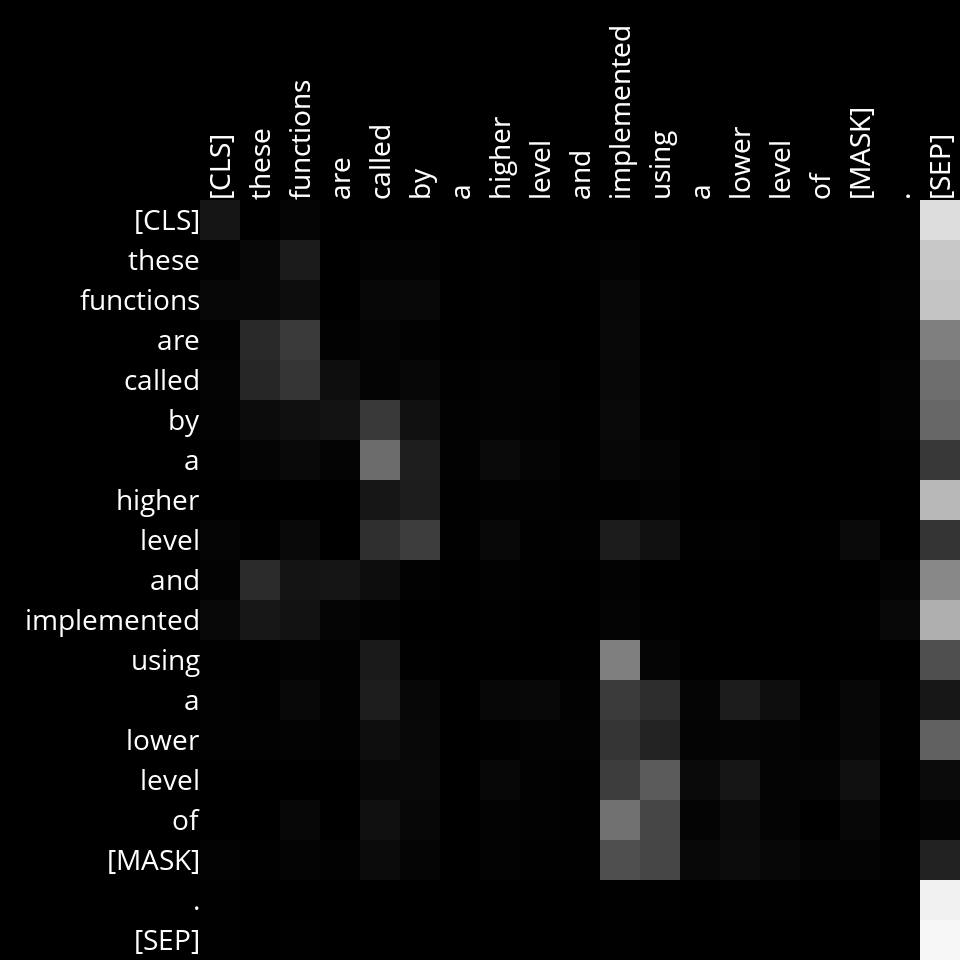 [CLS] these functions are called by a higher level and implemented using a lower level of [MASK] . [SEP]
[CLS]
these
functions
are
called
by
a
higher
level
and
implemented
using
a
lower
level
of
[MASK]
.
[SEP]